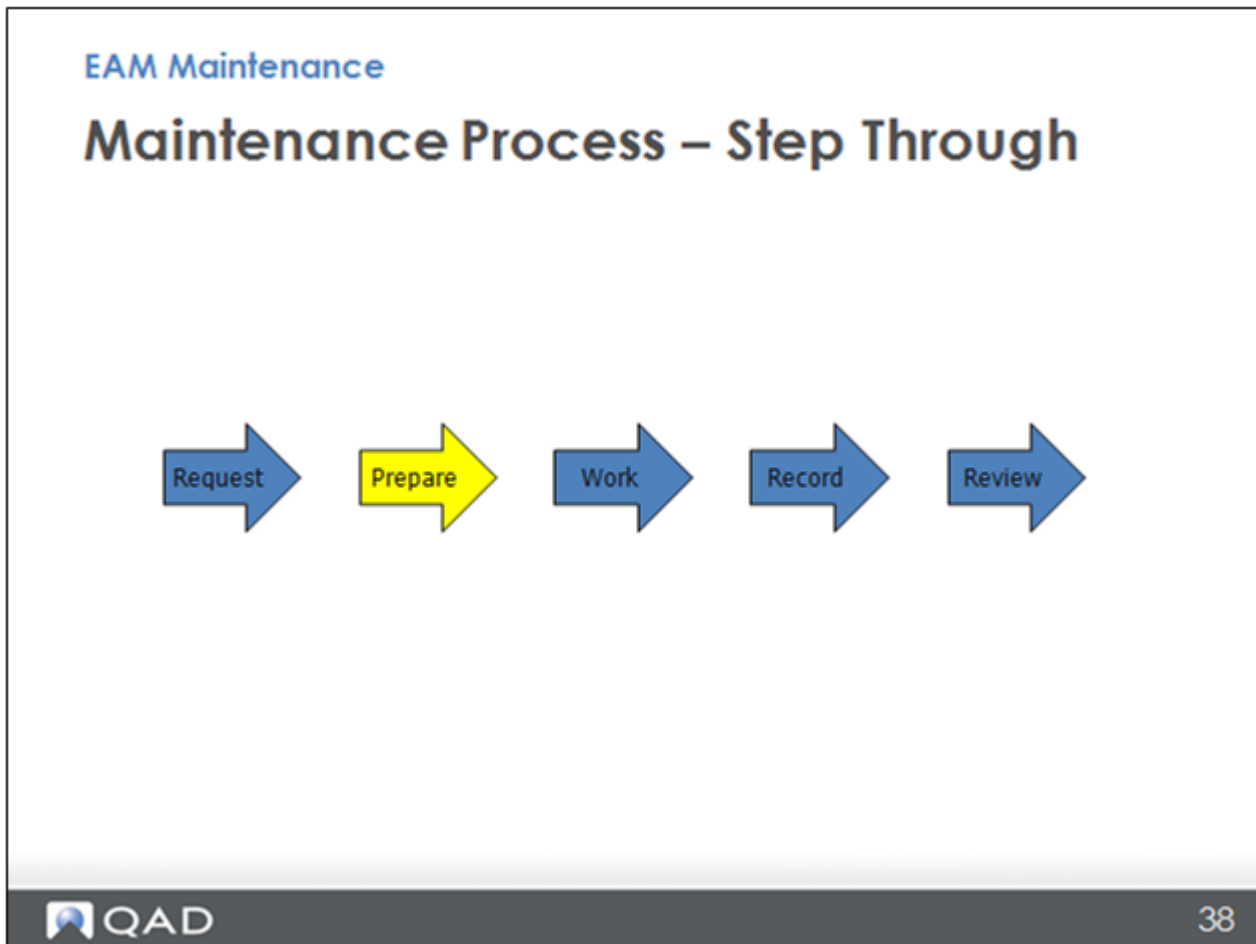 EAM Maintenance
Maintenance Process – Step Through
Request
Prepare
Work
Record
Review
QAD
38